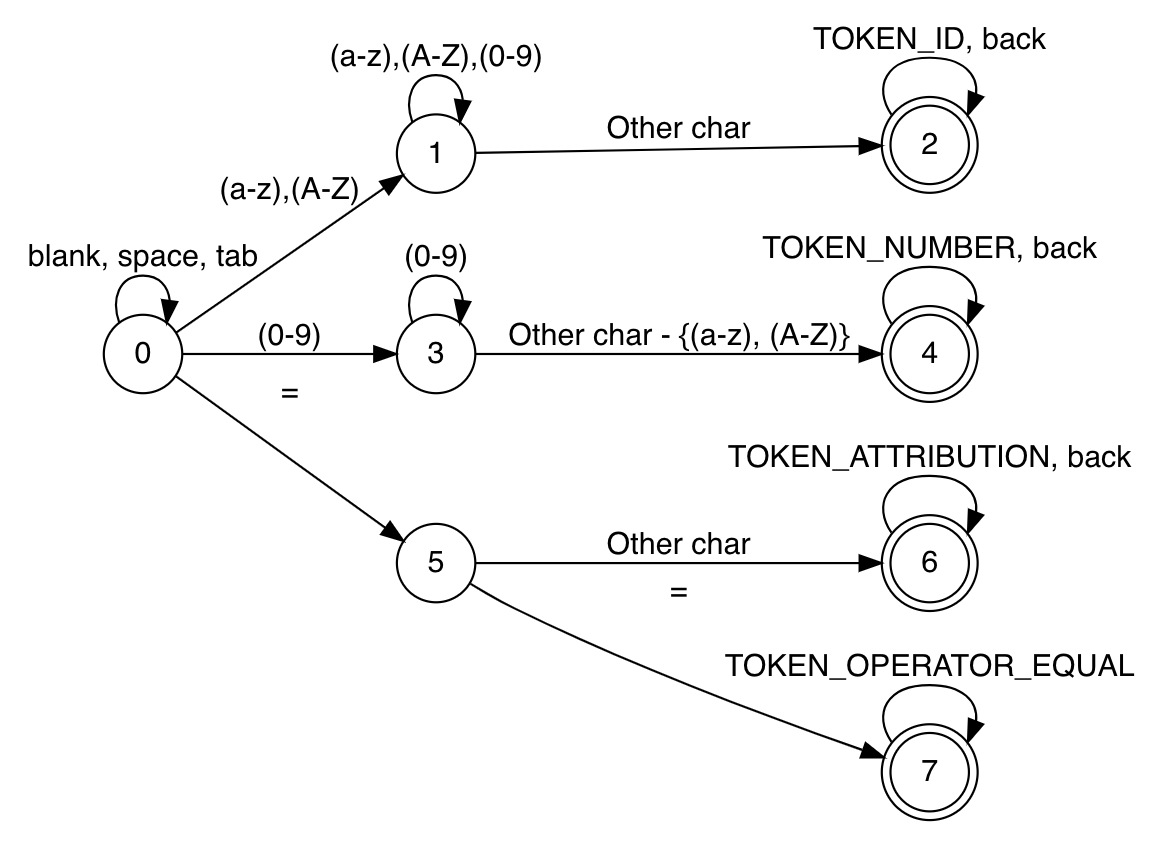 TOKEN_ID, back
(a-z),(A-Z),(0-9)
Other char
1
2
(a-z),(A-Z)
TOKEN_NUMBER, back
blank, space, tab
(0-9)
(0-9)
Other char - {(a-z), (A-Z)}
0
3
4
=
TOKEN_ATTRIBUTION, back
Other char
5
6
=
TOKEN_OPERATOR_EQUAL
7